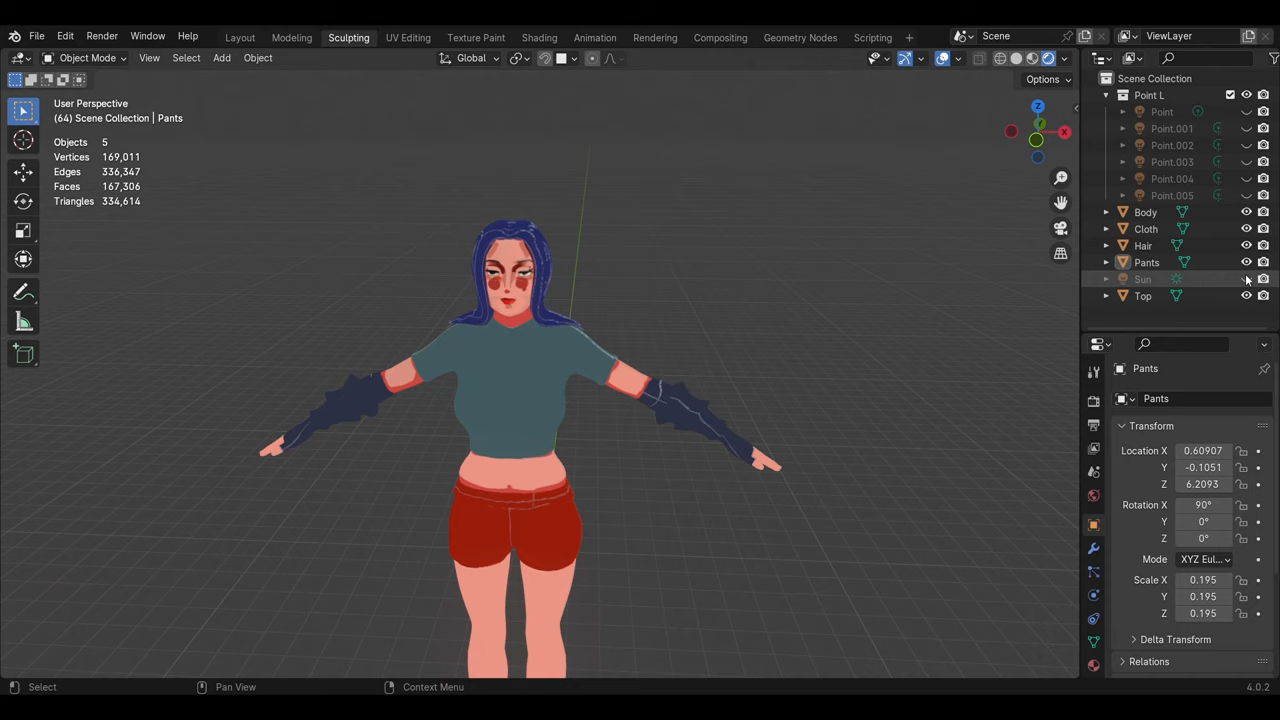 File Edit Render Window Help Layout Modeling Sculpting UV Editing Texture Paint Shading Animation Rendering Compositing Geometry Nodes Scripting Scene ViewLayer
Object Mode View Select Add Object Global
Options
User Perspective
(64) Scene Collection | Pants
Objects 5
Vertices 169,011
Edges 336,347
Faces 167,306
Triangles 334,614
Z
Y
X
Scene Collection
Point L
Point
Point.001
Point.002
Point.003
Point.004
Point.005
Body
Cloth
Hair
Pants
Sun
Top
Pants
Pants
Transform
Location X 0.60907
Y -0.1051
Z 6.2093
Rotation X 90°
Y 0°
Z 0°
Mode XYZ Eul...
Scale X 0.195
Y 0.195
Z 0.195
Delta Transform
Relations
Select Pan View Context Menu 4.0.2